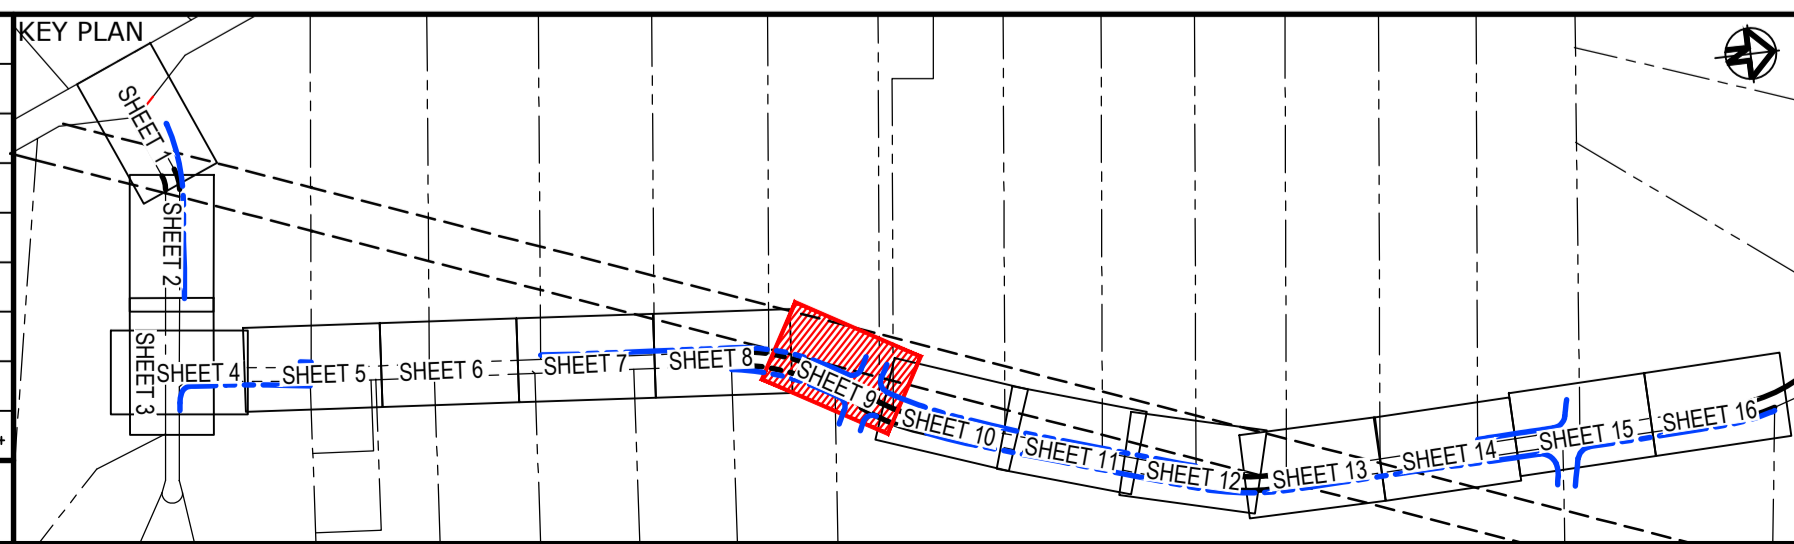 KEY PLAN
N
SHEET 1
SHEET 2
SHEET 3
SHEET 4
SHEET 5
SHEET 6
SHEET 7
SHEET 8
SHEET 9
SHEET 10
SHEET 11
SHEET 12
SHEET 13
SHEET 14
SHEET 15
SHEET 16